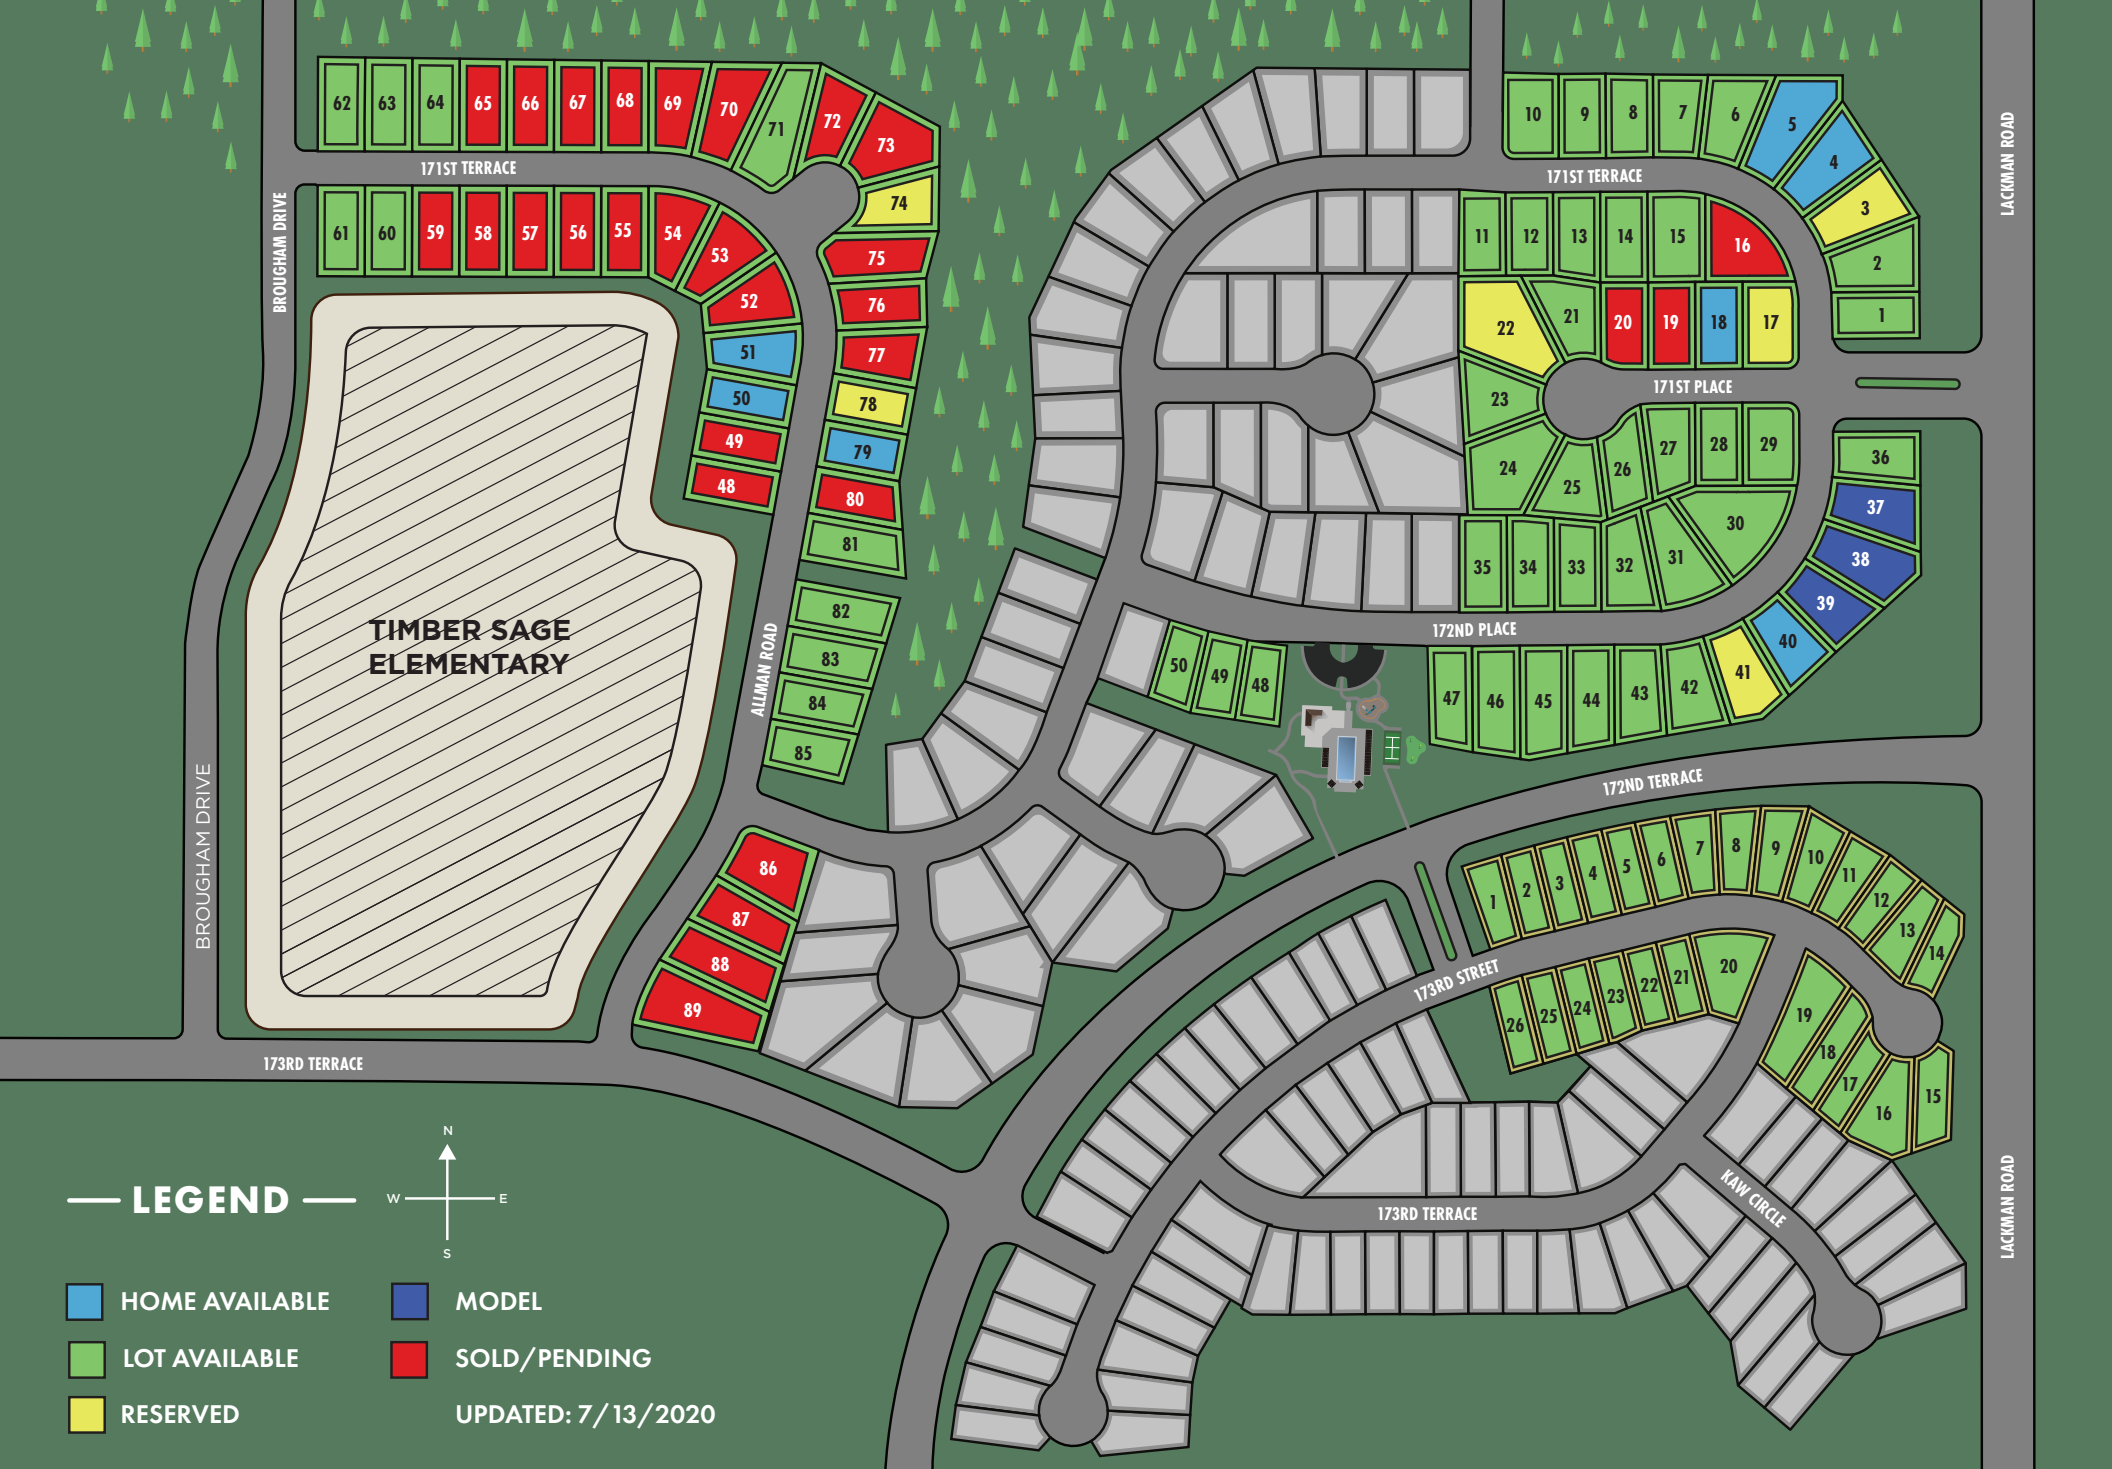 62 63 64 65 66 67 68 69 70 71 72 73
74
171ST TERRACE
61 60 59 58 57 56 55 54 53 52
51
50
49
48
75
76
77
78
79
80
81
82
83
84
85
86
87
88
89
BROUGHAM DRIVE
BROUGHAM DRIVE
ALLMAN ROAD
TIMBER SAGE
ELEMENTARY
173RD TERRACE
10 9 8 7 6 5 4 3 2 1
171ST TERRACE
LACKMAN ROAD
11 12 13 14 15 16
22 21 20 19 18 17
171ST PLACE
23
24 25 26 27 28 29
30
35 34 33 32 31
36
37
38
39
40
41
172ND PLACE
50 49 48
47 46 45 44 43 42
172ND TERRACE
1 2 3 4 5 6 7 8 9 10 11 12 13 14
173RD STREET
26 25 24 23 22 21 20
19 18 17 16 15
KAW CIRCLE
173RD TERRACE
LACKMAN ROAD
LEGEND
N
W E
S
HOME AVAILABLE
MODEL
LOT AVAILABLE
SOLD/PENDING
RESERVED
UPDATED: 7/13/2020